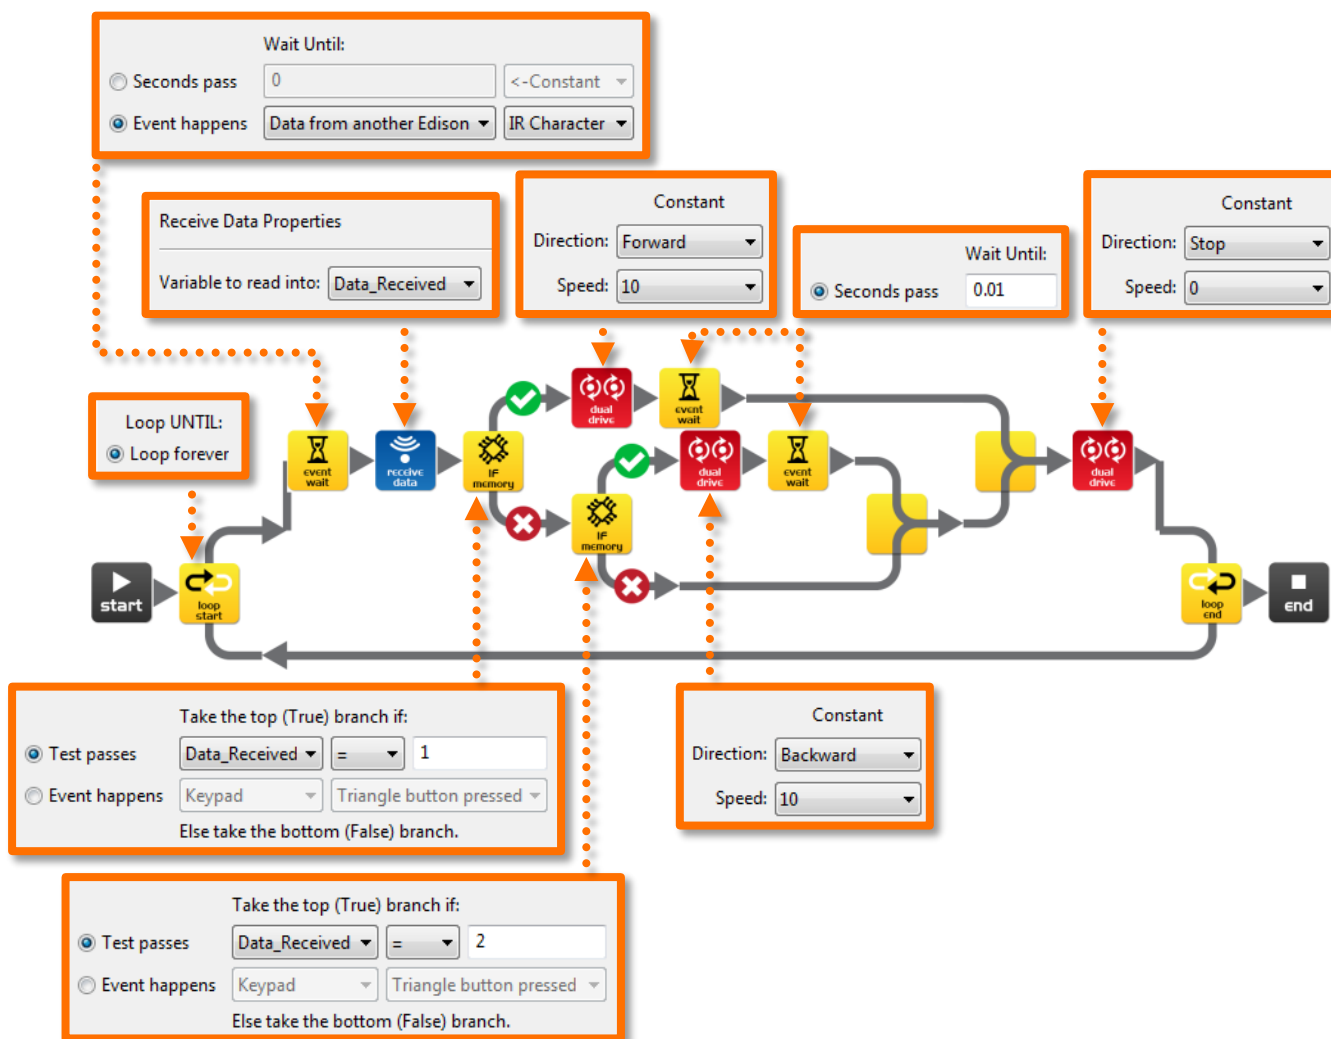 Wait Until:
Seconds pass 0 <-Constant
Event happens Data from another Edison IR Character
Receive Data Properties
Variable to read into: Data_Received
Constant
Direction: Forward
Speed: 10
Wait Until:
Seconds pass 0.01
Constant
Direction: Stop
Speed: 0
Loop UNTIL:
Loop forever
start
loop
start
event
wait
receive
data
IF
memory
dual
drive
event
wait
IF
memory
dual
drive
event
wait
dual
drive
loop
end
end
Take the top (True) branch if:
Test passes Data_Received = 1
Event happens Keypad Triangle button pressed
Else take the bottom (False) branch.
Constant
Direction: Backward
Speed: 10
Take the top (True) branch if:
Test passes Data_Received = 2
Event happens Keypad Triangle button pressed
Else take the bottom (False) branch.